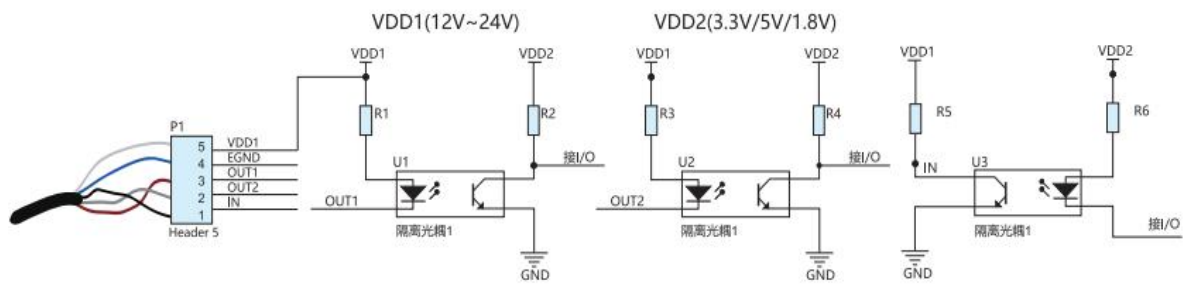 VDD1(12V~24V)
VDD2(3.3V/5V/1.8V)
P1
5
4
3
2
1
Header 5
VDD1
EGND
OUT1
OUT2
IN
VDD1
VDD2
R1
R2
U1
接I/O
OUT1
隔离光耦1
GND
VDD1
VDD2
R3
R4
U2
接I/O
OUT2
隔离光耦1
GND
VDD1
VDD2
R5
R6
IN
U3
接I/O
隔离光耦1
GND